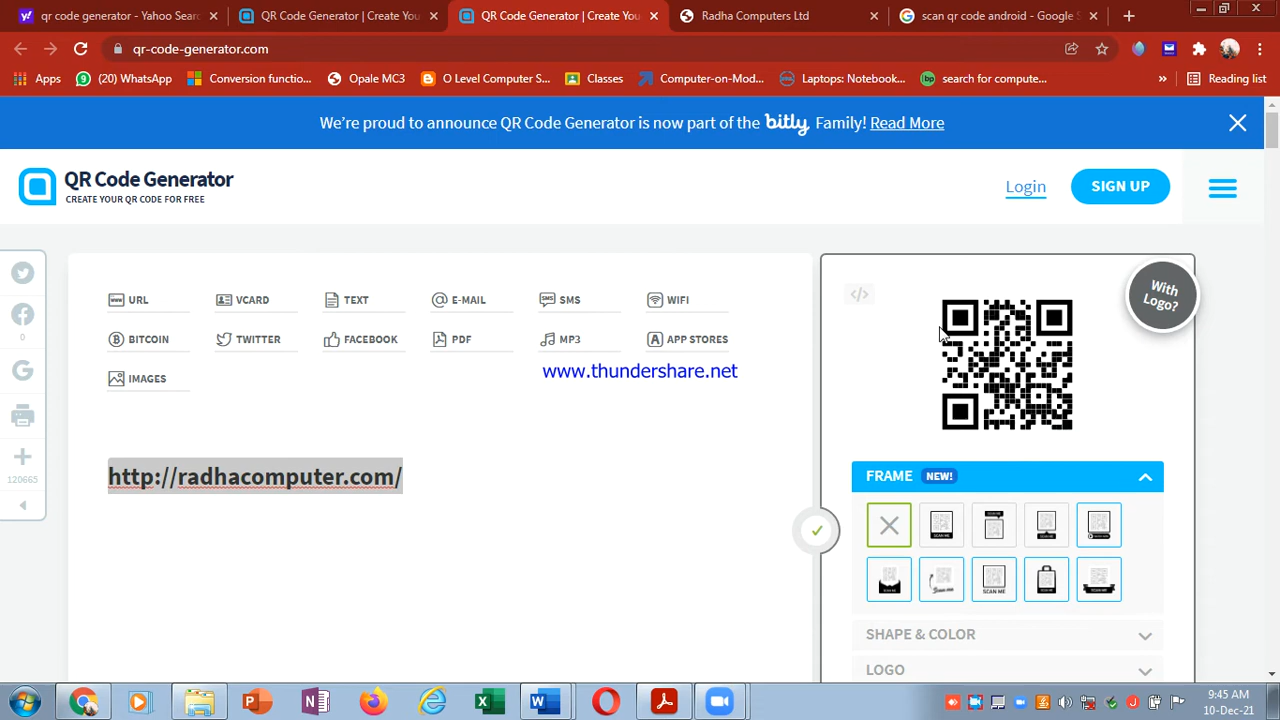 qr code generator - Yahoo Sear
QR Code Generator | Create You
QR Code Generator | Create You
Radha Computers Ltd
scan qr code android - Google S
qr-code-generator.com
Apps
(20) WhatsApp
Conversion functio...
Opale MC3
O Level Computer S...
Classes
Computer-on-Mod...
Laptops: Notebook...
search for compute...
»
Reading list
We're proud to announce QR Code Generator is now part of the bitly Family! Read More
QR Code Generator
CREATE YOUR QR CODE FOR FREE
Login
SIGN UP
URL
VCARD
TEXT
E-MAIL
SMS
WIFI
BITCOIN
TWITTER
FACEBOOK
PDF
MP3
APP STORES
IMAGES
www.thundershare.net
With
Logo?
0
120665
http://radhacomputer.com/
FRAME NEW!
SCAN ME
SHAPE & COLOR
LOGO
9:45 AM
10-Dec-21